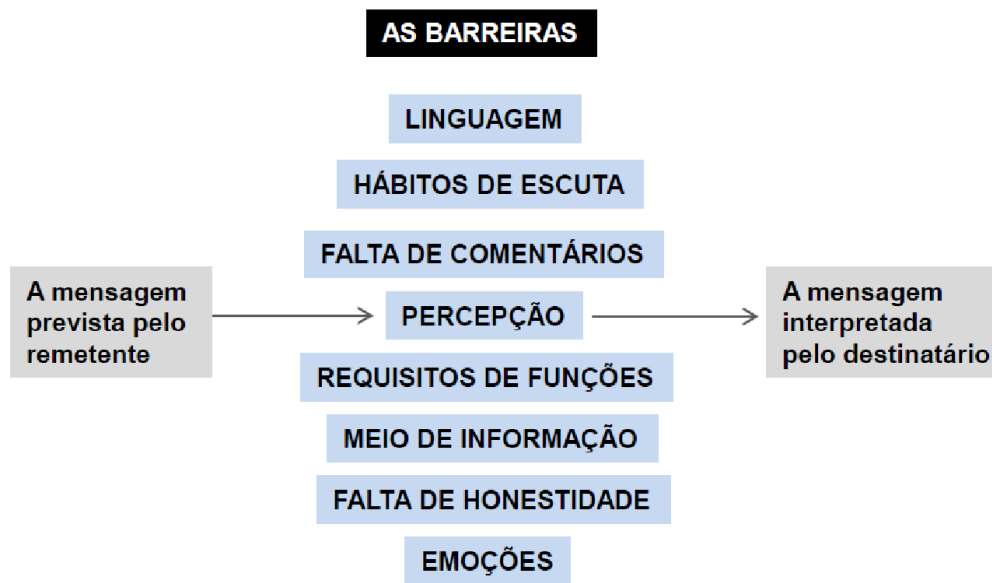 AS BARREIRAS
LINGUAGEM
HÁBITOS DE ESCUTA
FALTA DE COMENTÁRIOS
A mensagem
prevista pelo
remetente
PERCEPÇÃO
A mensagem
interpretada
pelo destinatário
REQUISITOS DE FUNÇÕES
MEIO DE INFORMAÇÃO
FALTA DE HONESTIDADE
EMOÇÕES